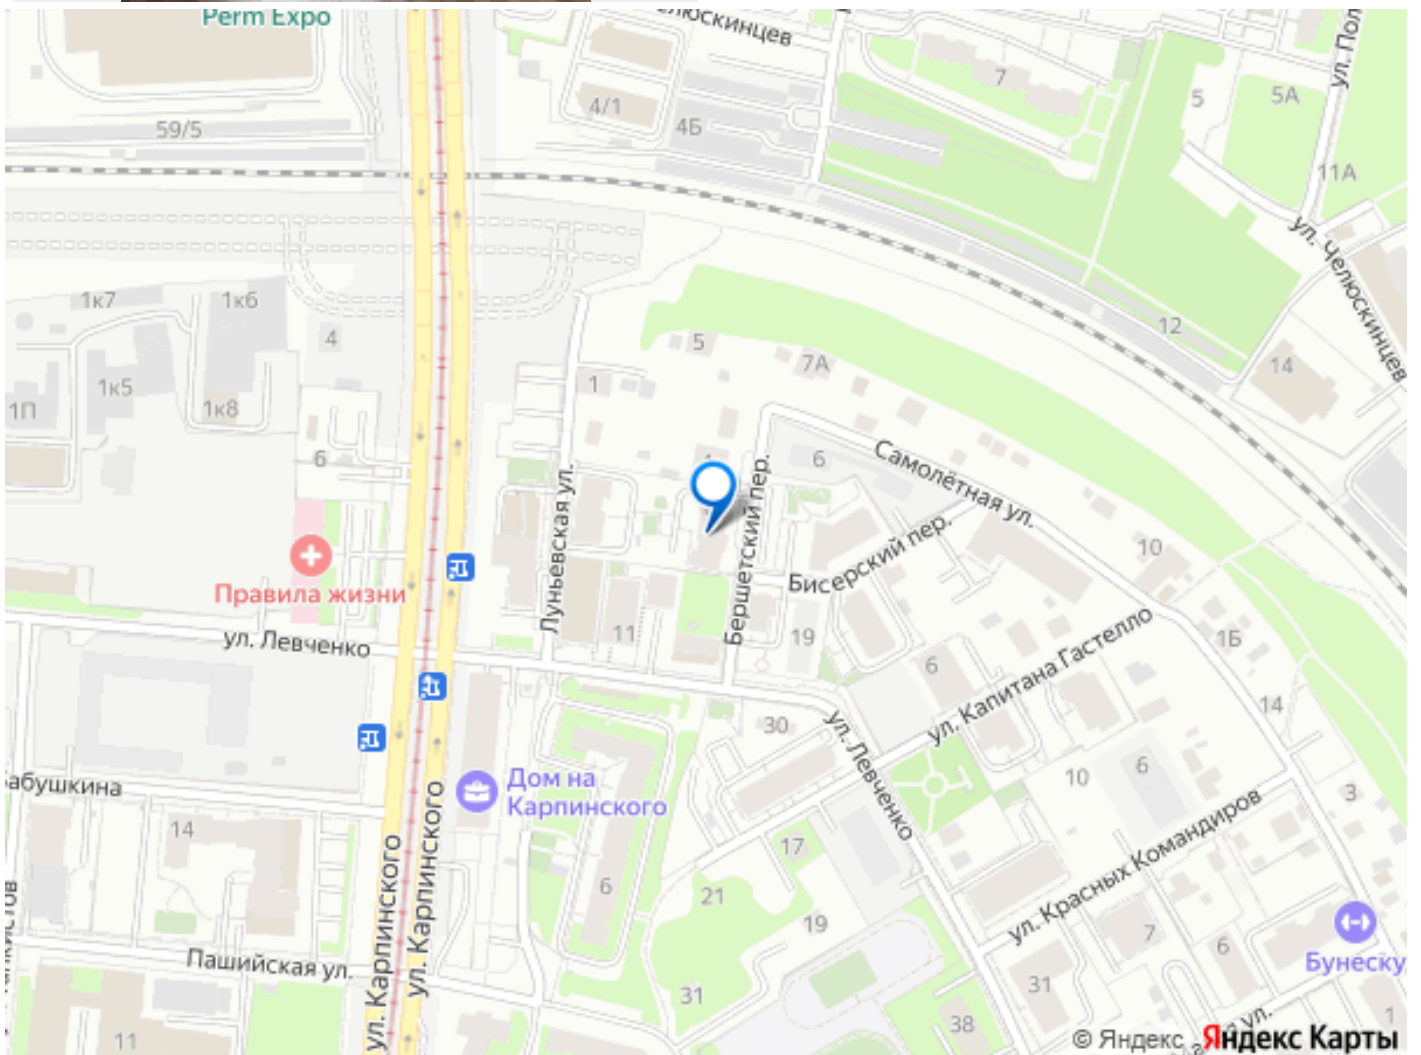 Perm Expo
люскинцев
7
4/1
4Б
59/5
5
5А
ул. Пол
11А
ул. Челюскинцев
1к7
1к6
4
12
14
5
7А
1
1П
1к5
1к8
6
6
Самолётная ул.
Луньевская ул.
Бершетский пер.
Бисерский пер.
10
Правила жизни
ул. Левченко
11
19
6
1Б
ул. Капитана Гастелло
14
30
ул. Левченко
10
6
3
абушкина
Дом на
Карпинского
14
6
17
21
19
ул. Красных Командиров
ул. Карпинского
ул. Карпинского
7
6
Бунеску
Пашийская ул.
31
31
38
11
1
ул.
© Яндекс Яндекс Карты